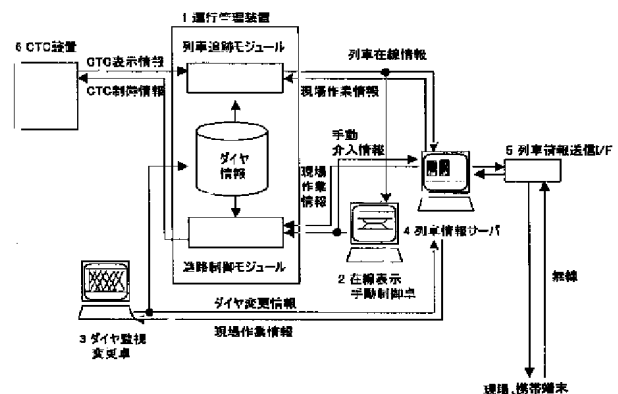 1 運行管理装置
6 CTC装置
列車追跡モジュール
CTC表示情報
CTC制御情報
列車在線情報
現場作業情報
手動
介入情報
5 列車情報送信I/F
ダイヤ
情報
現場
作業
情報
4 列車情報サーバ
進路制御モジュール
2 在線表示
手動制御卓
無線
ダイヤ変更情報
現場作業情報
3 ダイヤ監視
変更卓
現場、携帯端末